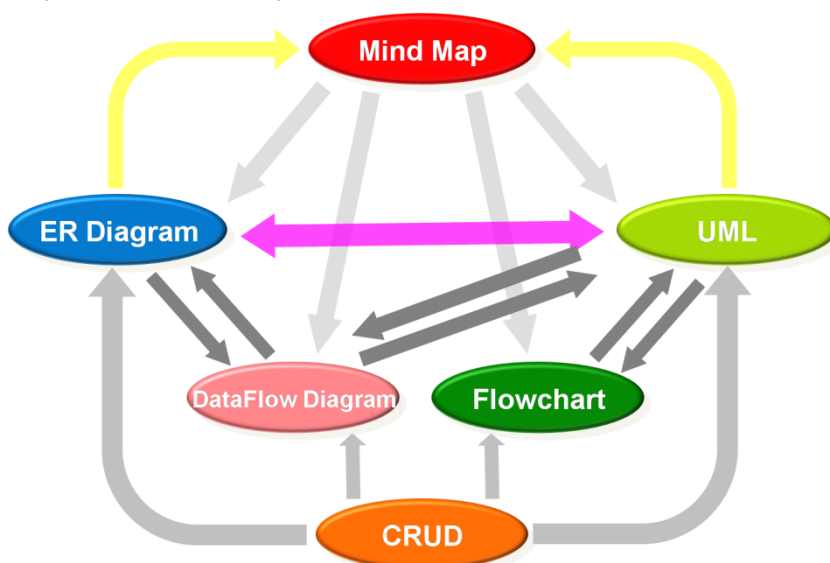 Mind Map
ER Diagram
UML
DataFlow Diagram
Flowchart
CRUD